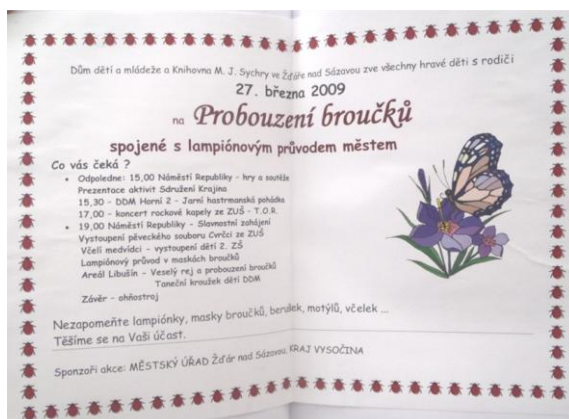 Dům dětí a mládeže a Knihovna M. J. Sychry ve Žďáře nad Sázavou zve všechny hravé děti s rodiči
27. března 2009
na Probouzení broučků
spojené s lampiónovým průvodem městem
Co vás čeká ?
• Odpoledne: 15,00 Náměstí Republiky - hry a soutěže
Prezentace aktivit Sdružení Krajina
15,30 - DDM Horní 2 - Jarní hastrmanská pohádka
17,00 - koncert rockové kapely ze ZUŠ - T.O.R.
• 19,00 Náměstí Republiky - Slavnostní zahájení
Vystoupení pěveckého souboru Cvrčci ze ZUŠ
Včelí medvídci - vystoupení dětí 2. ZŠ
Lampiónový průvod v maskách broučků
Areál Libušín - Veselý rej a probouzení broučků
Taneční kroužek dětí DDM
Závěr - ohňostroj
Nezapomeňte lampiónky, masky broučků, berušek, motýlů, včelek ...
Těšíme se na Vaši účast.
Sponzoři akce: MĚSTSKÝ ÚŘAD Žďár nad Sázavou, KRAJ VYSOČINA